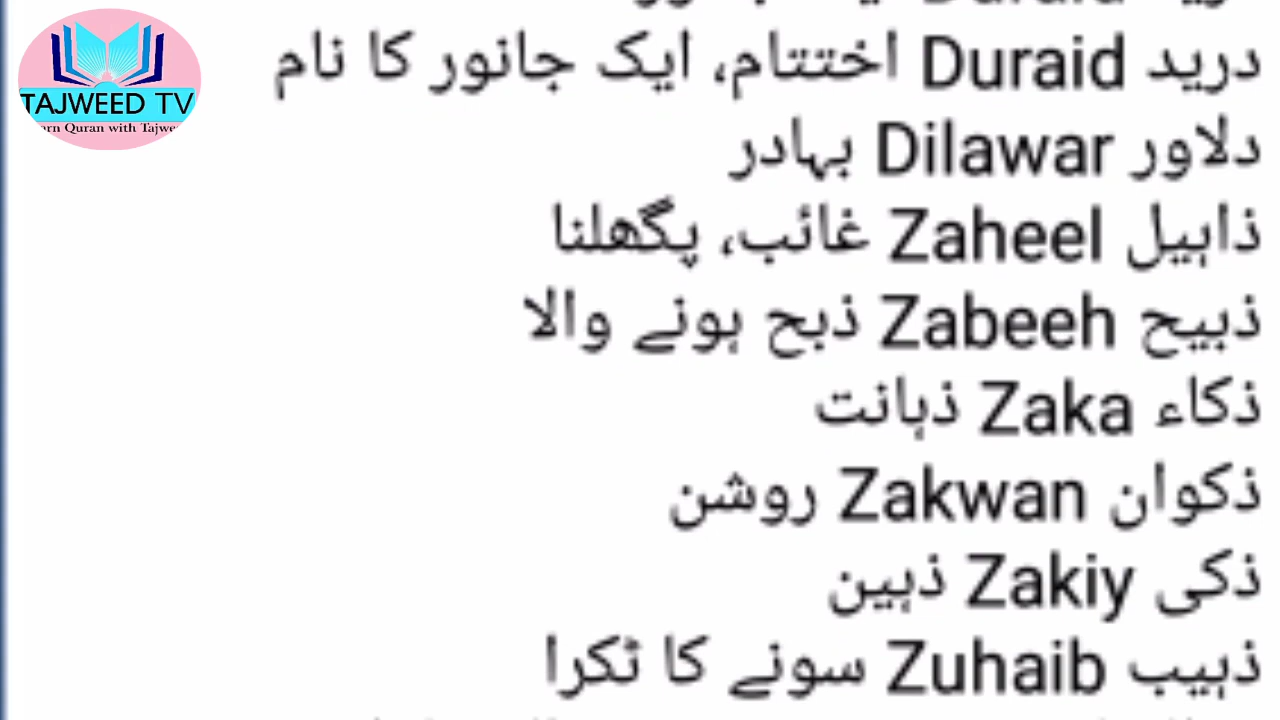 TAJWEED TV
درید Duraid اختتام، ایک جانور کا نام
دلاور Dilawar بہادر
ذاہیل Zaheel غائب، پگھلنا
ذبیح Zabeeh ذبح ہونے والا
ذکاء Zaka ذہانت
ذکوان Zakwan روشن
ذکی Zakiy ذہین
ذہیب Zuhaib سونے کا ٹکرا